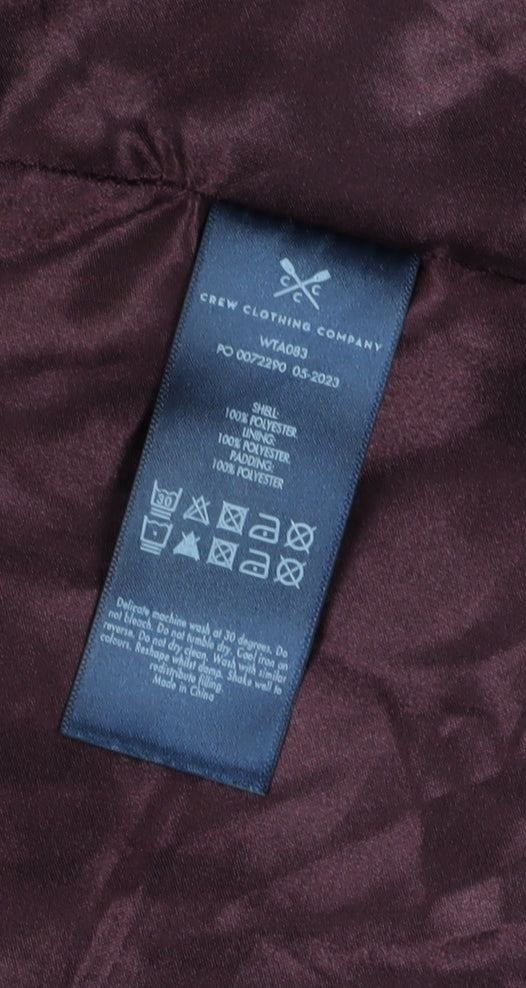 C C
C
CREW CLOTHING COMPANY
WTA083
PO 0072290 05-2023
SHELL:
100% POLYESTER
LINING:
100% POLYESTER
PADDING:
100% POLYESTER
30
Delicate machine wash at 30 degrees. Do
not bleach. Do not tumble dry. Cool iron on
reverse. Do not dry clean. Wash with similar
colours. Reshape whilst damp. Shake well to
redistribute filling.
Made in China